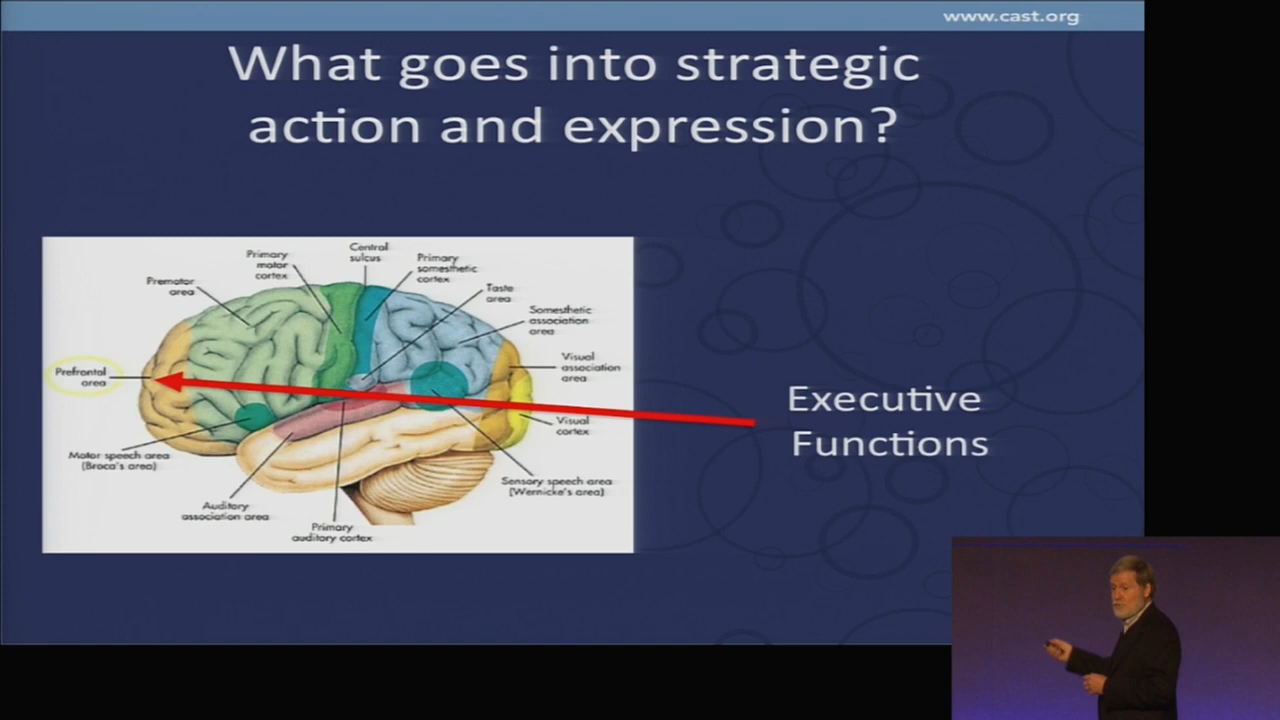 www.cast.org
What goes into strategic
action and expression?
Central
sulcus
Primary
motor
cortex
Primary
somesthetic
cortex
Premotor
area
Taste
area
Somesthetic
association
area
Visual
association
area
Prefrontal
area
Executive
Functions
Visual
cortex
Motor speech area
(Broca's area)
Sensory speech area
(Wernicke's area)
Auditory
association area
Primary
auditory cortex